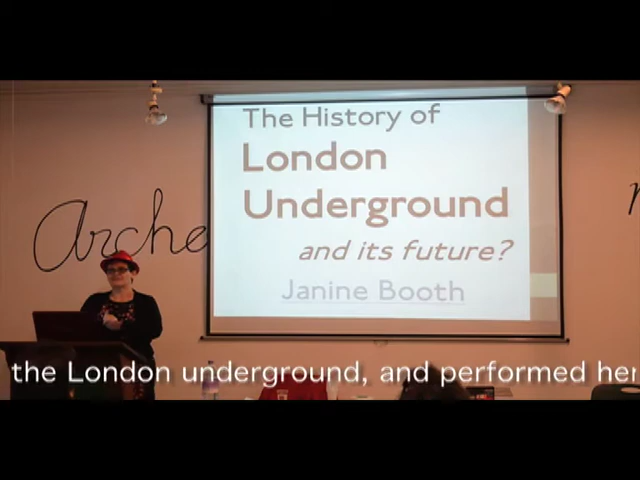 The History of
London
Underground
and its future?
Janine Booth
Arche
the London underground, and performed her